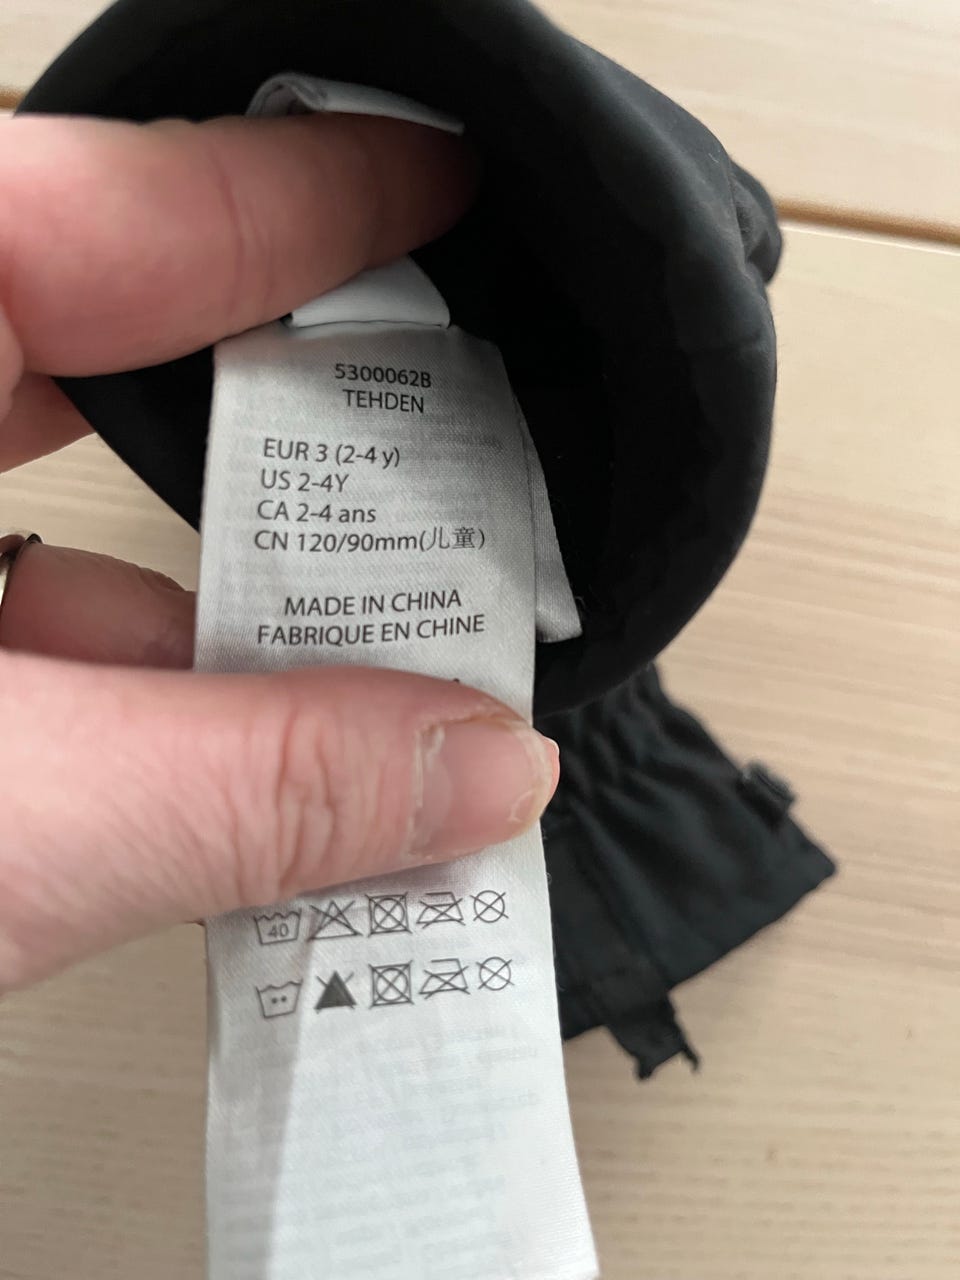 5300062B
TEHDEN
EUR 3 (2-4 y)
US 2-4Y
CA 2-4 ans
CN 120/90mm(儿童)
MADE IN CHINA
FABRIQUE EN CHINE
40